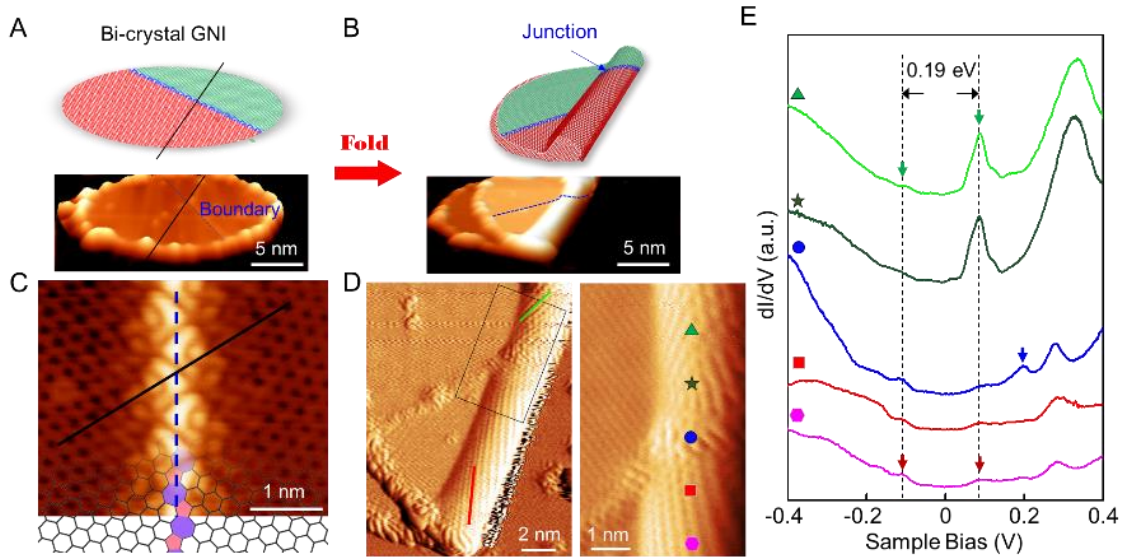 A
Bi-crystal GNI
Boundary
5 nm
Fold
B
Junction
5 nm
C
1 nm
D
2 nm
1 nm
E
0.19 eV
dI/dV (a.u.)
-0.4 -0.2 0.0 0.2 0.4
Sample Bias (V)